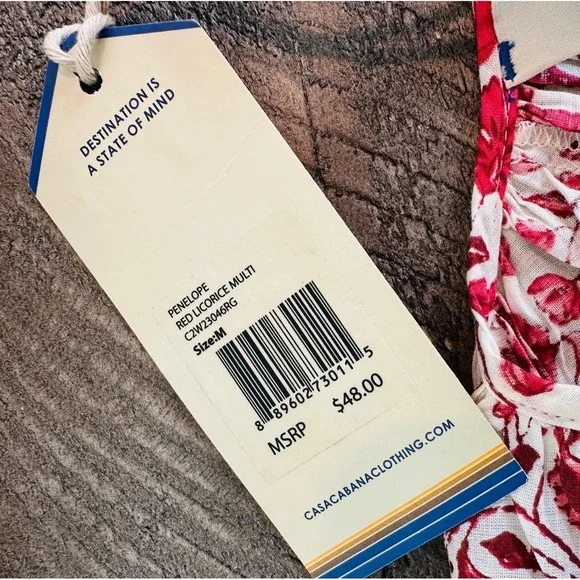 DESTINATION IS
A STATE OF MIND
PENELOPE
RED LICORICE MULTI
C2W23046RG
Size:M
8 89602 73011 5
MSRP $48.00
CASACABANACLOTHING.COM